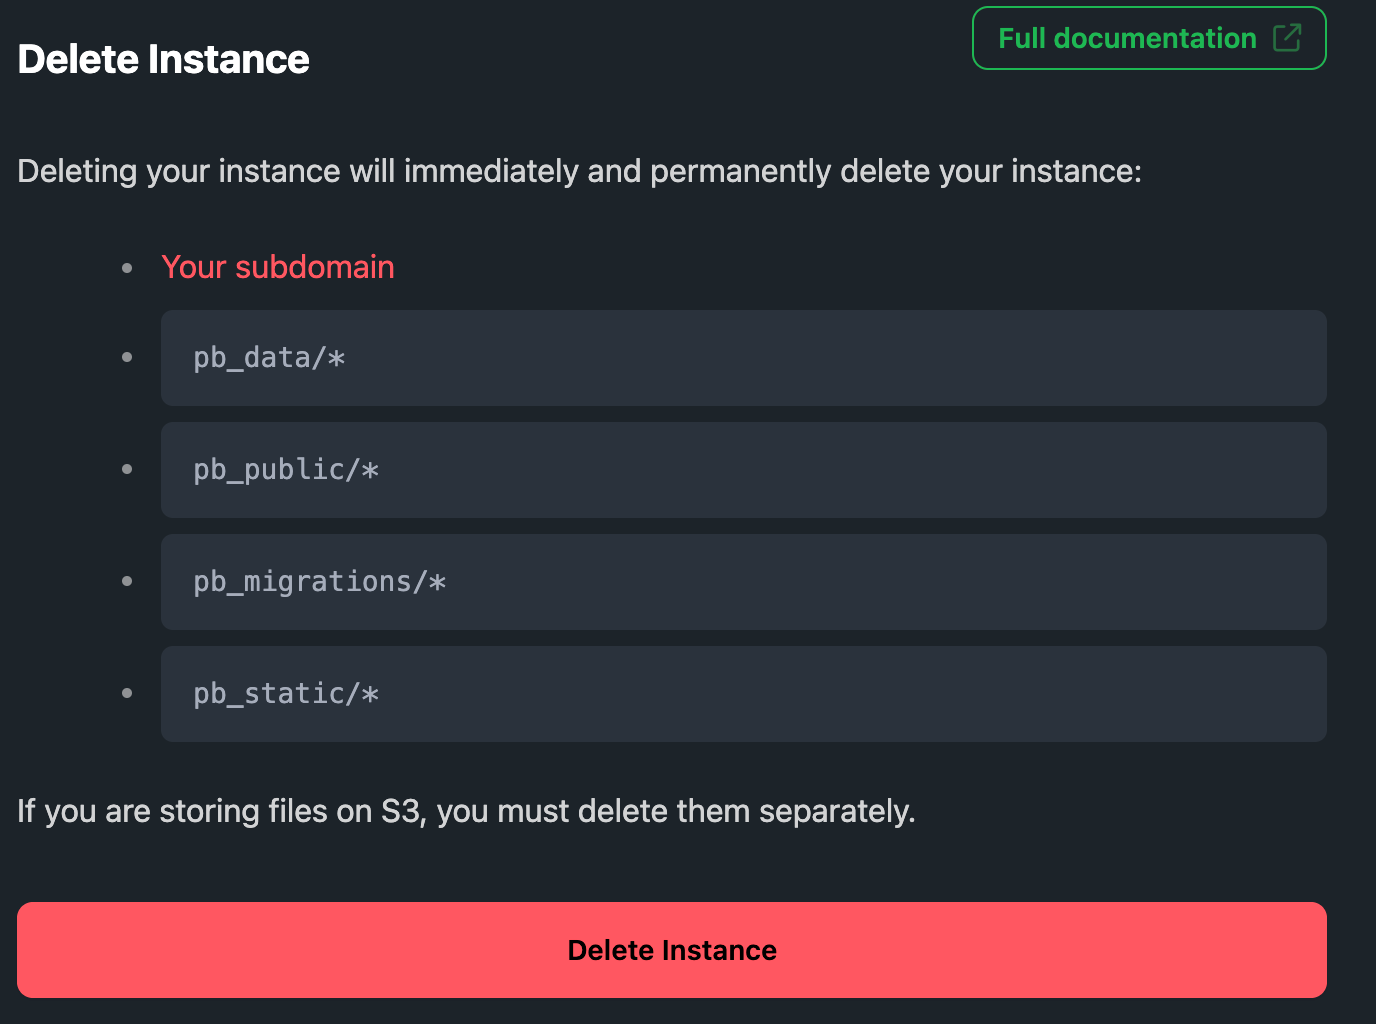 Delete Instance
Full documentation
Deleting your instance will immediately and permanently delete your instance:
Your subdomain
pb_data/*
pb_public/*
pb_migrations/*
pb_static/*
If you are storing files on S3, you must delete them separately.
Delete Instance